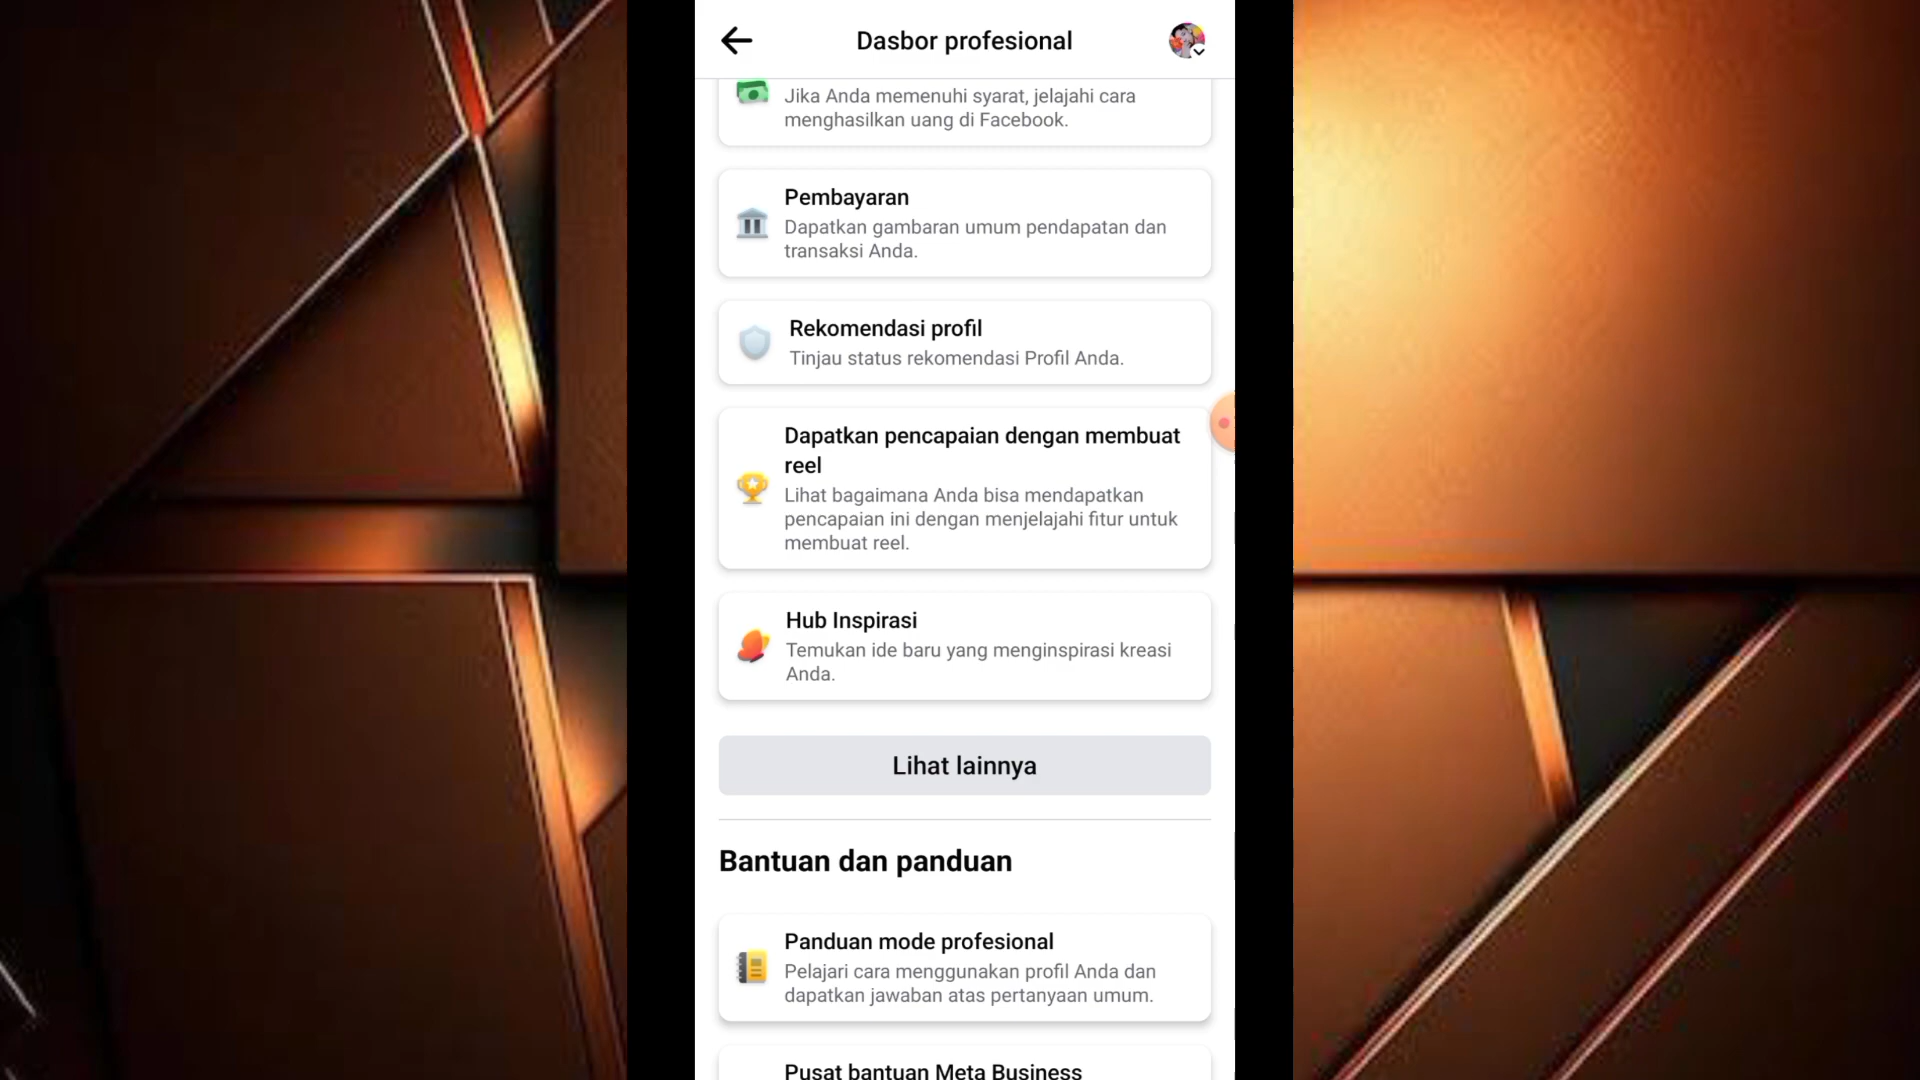 Dasbor profesional
Jika Anda memenuhi syarat, jelajahi cara
menghasilkan uang di Facebook.
Pembayaran
Dapatkan gambaran umum pendapatan dan
transaksi Anda.
Rekomendasi profil
Tinjau status rekomendasi Profil Anda.
Dapatkan pencapaian dengan membuat
reel
Lihat bagaimana Anda bisa mendapatkan
pencapaian ini dengan menjelajahi fitur untuk
membuat reel.
Hub Inspirasi
Temukan ide baru yang menginspirasi kreasi
Anda.
Lihat lainnya
Bantuan dan panduan
Panduan mode profesional
Pelajari cara menggunakan profil Anda dan
dapatkan jawaban atas pertanyaan umum.
Pusat bantuan Meta Business